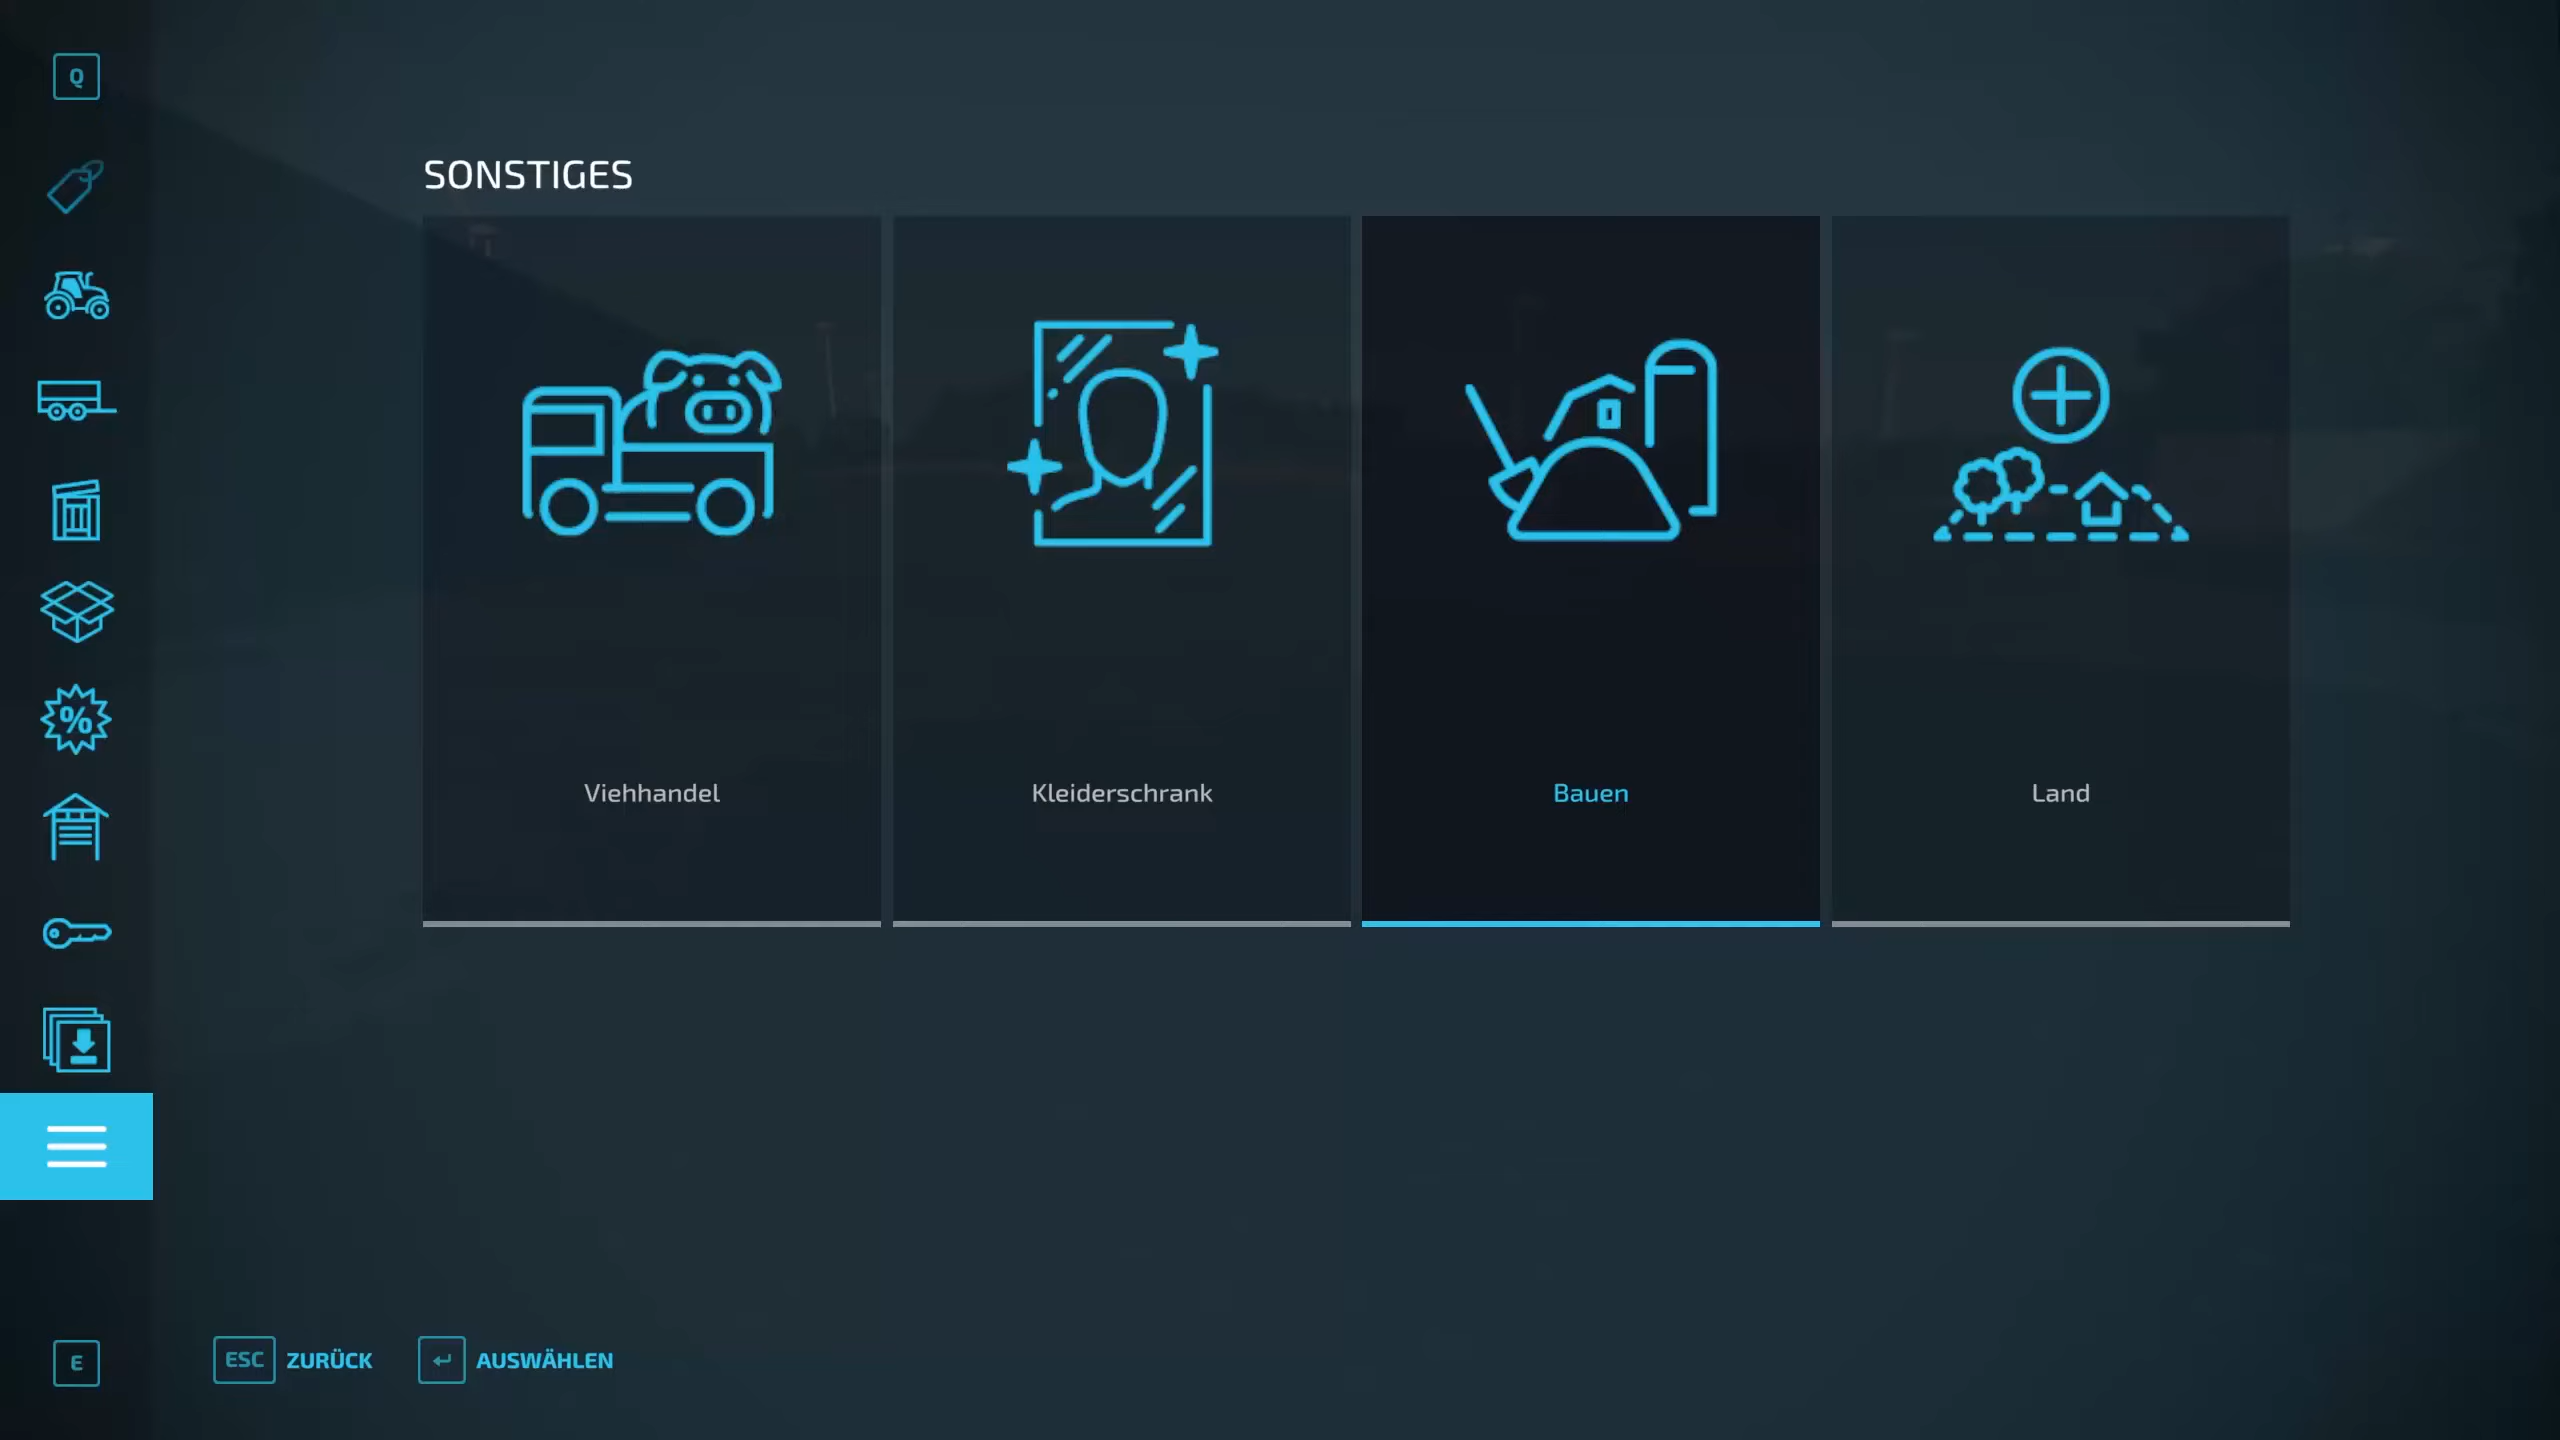 Q
SONSTIGES
%
Viehhandel
Kleiderschrank
Bauen
Land
E
ESC ZURÜCK
AUSWÄHLEN